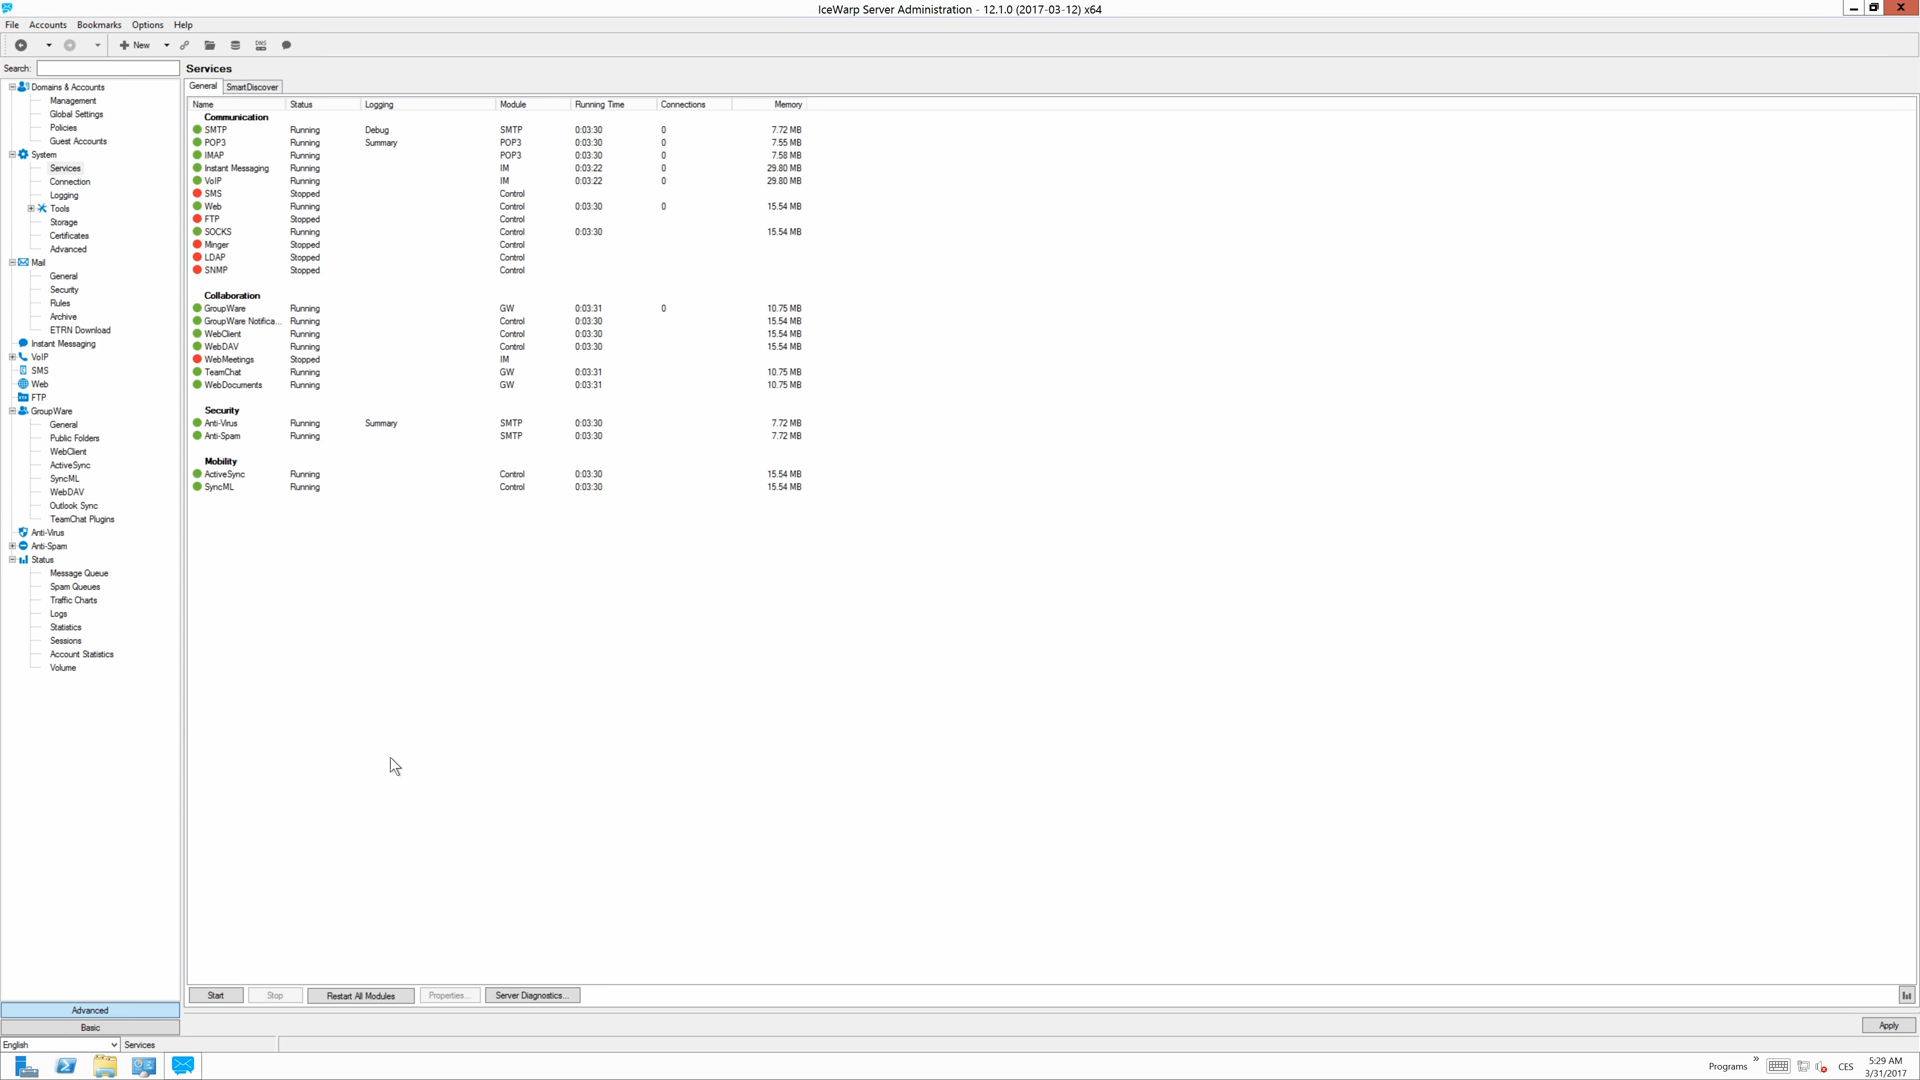 IceWarp Server Administration - 12.1.0 (2017-03-12) x64
File Accounts Bookmarks Options Help
New DNS
Search:
Domains & Accounts
Management
Global Settings
Policies
Guest Accounts
System
Services
Connection
Logging
Tools
Storage
Certificates
Advanced
Mail
General
Security
Rules
Archive
ETRN Download
Instant Messaging
VoIP
SMS
Web
FTP
GroupWare
General
Public Folders
WebClient
ActiveSync
SyncML
WebDAV
Outlook Sync
TeamChat Plugins
Anti-Virus
Anti-Spam
Status
Message Queue
Spam Queues
Traffic Charts
Logs
Statistics
Sessions
Account Statistics
Volume
Advanced
Basic
English
Services
General SmartDiscover
Name Status Logging Module Running Time Connections Memory
Communication
SMTP Running Debug SMTP 0:03:30 0 7.72 MB
POP3 Running Summary POP3 0:03:30 0 7.55 MB
IMAP Running POP3 0:03:30 0 7.58 MB
Instant Messaging Running IM 0:03:22 0 29.80 MB
VoIP Running IM 0:03:22 0 29.80 MB
SMS Stopped Control
Web Running Control 0:03:30 0 15.54 MB
FTP Stopped Control
SOCKS Running Control 0:03:30 15.54 MB
Minger Stopped Control
LDAP Stopped Control
SNMP Stopped Control
Collaboration
GroupWare Running GW 0:03:31 0 10.75 MB
GroupWare Notifica... Running Control 0:03:30 15.54 MB
WebClient Running Control 0:03:30 15.54 MB
WebDAV Running Control 0:03:30 15.54 MB
WebMeetings Stopped IM
TeamChat Running GW 0:03:31 10.75 MB
WebDocuments Running GW 0:03:31 10.75 MB
Security
Anti-Virus Running Summary SMTP 0:03:30 7.72 MB
Anti-Spam Running SMTP 0:03:30 7.72 MB
Mobility
ActiveSync Running Control 0:03:30 15.54 MB
SyncML Running Control 0:03:30 15.54 MB
Start Stop Restart All Modules Properties... Server Diagnostics...
Apply
Services
Programs » CES 5:29 AM
3/31/2017